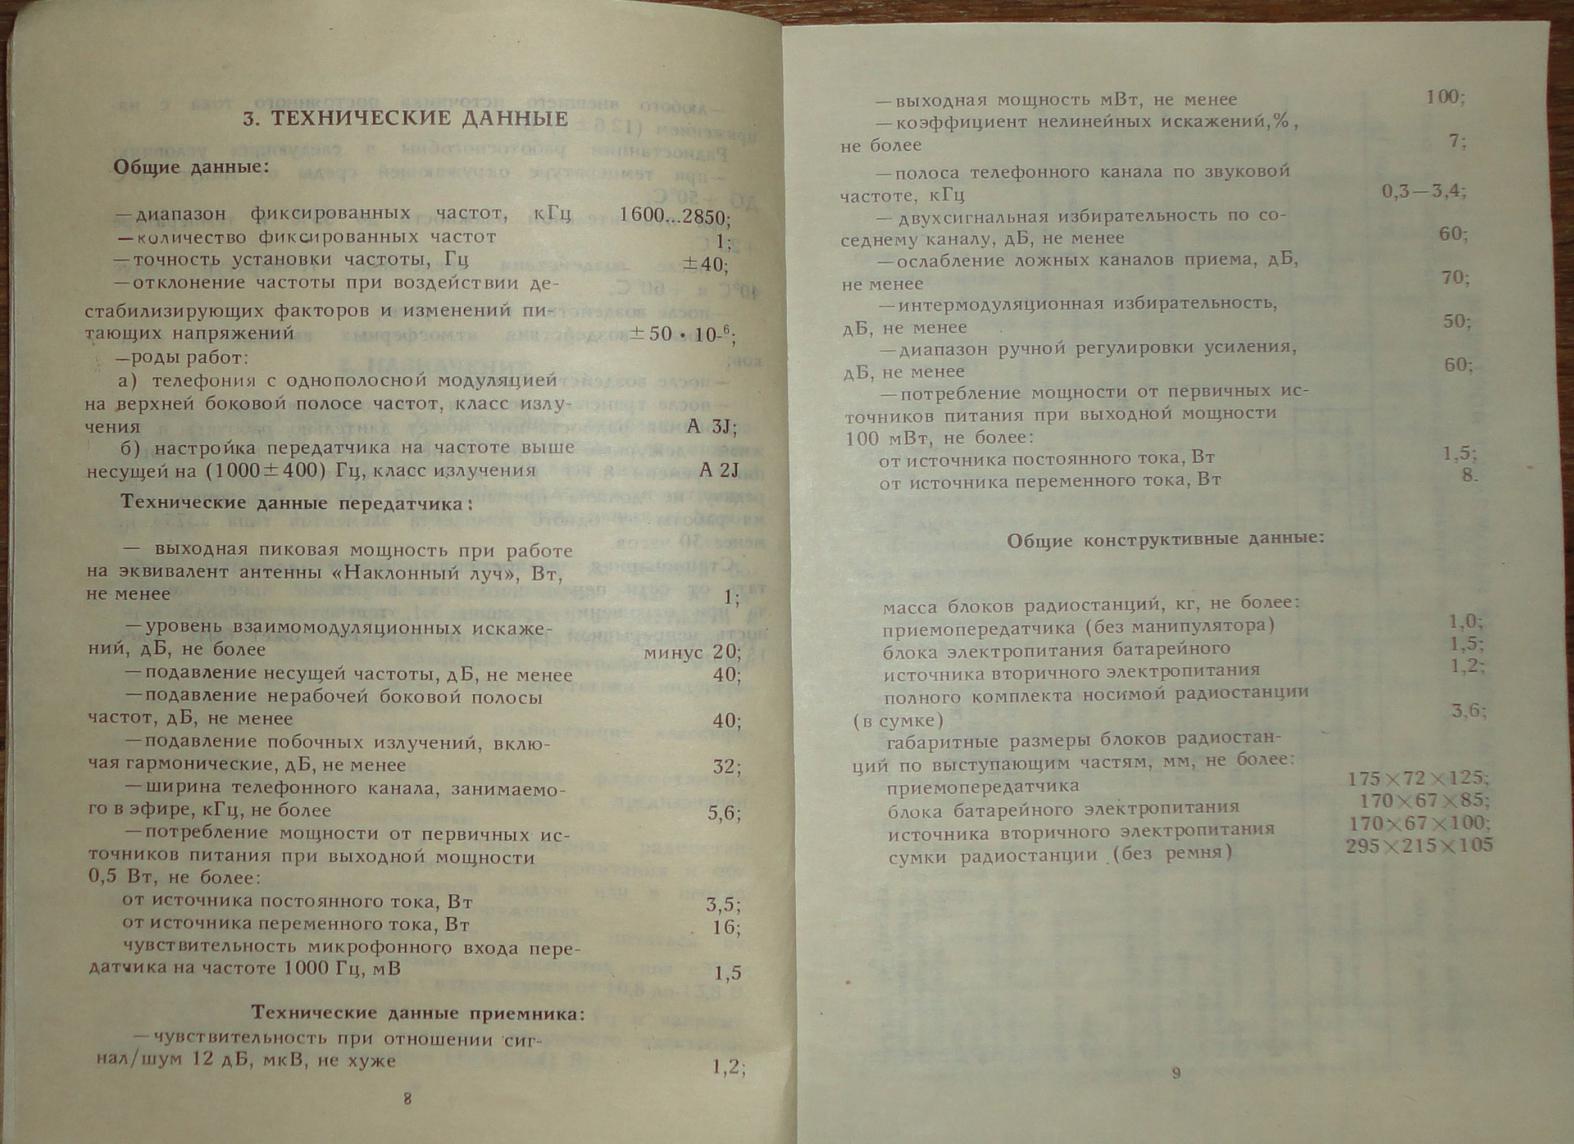 3. ТЕХНИЧЕСКИЕ ДАННЫЕ
Общие данные:
—диапазон фиксированных частот, кГц 1600...2850;
—количество фиксированных частот 1;
—точность установки частоты, Гц ±40;
—отклонение частоты при воздействии де-
стабилизирующих факторов и изменений пи-
тающих напряжений ±50 · 10-⁶;
—роды работ:
а) телефония с однополосной модуляцией
на верхней боковой полосе частот, класс излу-
чения А 3J;
б) настройка передатчика на частоте выше
несущей на (1000±400) Гц, класс излучения А 2J
Технические данные передатчика:
— выходная пиковая мощность при работе
на эквивалент антенны «Наклонный луч», Вт,
не менее 1;
—уровень взаимомодуляционных искаже-
ний, дБ, не более минус 20;
—подавление несущей частоты, дБ, не менее 40;
—подавление нерабочей боковой полосы
частот, дБ, не менее 40;
—подавление побочных излучений, вклю-
чая гармонические, дБ, не менее 32;
—ширина телефонного канала, занимаемо-
го в эфире, кГц, не более 5,6;
—потребление мощности от первичных ис-
точников питания при выходной мощности
0,5 Вт, не более:
от источника постоянного тока, Вт 3,5;
от источника переменного тока, Вт 16;
чувствительность микрофонного входа пере-
датчика на частоте 1000 Гц, мВ 1,5
Технические данные приемника:
—чувствительность при отношении сиг-
нал/шум 12 дБ, мкВ, не хуже 1,2;
8
—выходная мощность мВт, не менее 100;
—коэффициент нелинейных искажений,%,
не более 7;
—полоса телефонного канала по звуковой
частоте, кГц 0,3—3,4;
—двухсигнальная избирательность по со-
седнему каналу, дБ, не менее 60;
—ослабление ложных каналов приема, дБ,
не менее 70;
—интермодуляционная избирательность,
дБ, не менее 50;
—диапазон ручной регулировки усиления,
дБ, не менее 60;
—потребление мощности от первичных ис-
точников питания при выходной мощности
100 мВт, не более:
от источника постоянного тока, Вт 1,5;
от источника переменного тока, Вт 8.
Общие конструктивные данные:
масса блоков радиостанций, кг, не более:
приемопередатчика (без манипулятора) 1,0;
блока электропитания батарейного 1,5;
источника вторичного электропитания 1,2;
полного комплекта носимой радиостанции
(в сумке) 3,6;
габаритные размеры блоков радиостан-
ций по выступающим частям, мм, не более:
приемопередатчика 175×72×125;
блока батарейного электропитания 170×67×85;
источника вторичного электропитания 170×67×100;
сумки радиостанции (без ремня) 295×215×105
9